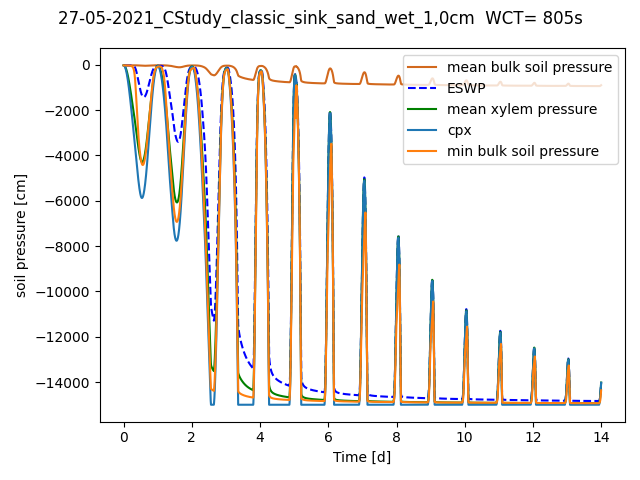 27-05-2021_CStudy_classic_sink_sand_wet_1,0cm  WCT= 805s
mean bulk soil pressure
ESWP
mean xylem pressure
cpx
min bulk soil pressure
soil pressure [cm]
0
−2000
−4000
−6000
−8000
−10000
−12000
−14000
0 2 4 6 8 10 12 14
Time [d]